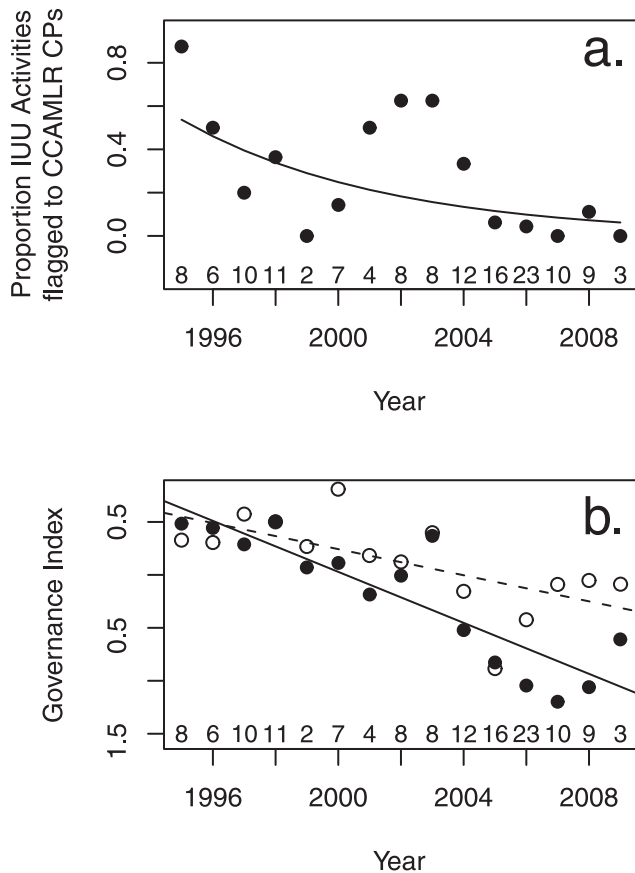 Proportion IUU Activities
flagged to CCAMLR CPs
a.
0.8
0.4
0.0
8 6 10 11 2 7 4 8 8 12 16 23 10 9 3
1996 2000 2004 2008
Year
Governance Index
b.
0.5
0.5
1.5
8 6 10 11 2 7 4 8 8 12 16 23 10 9 3
1996 2000 2004 2008
Year